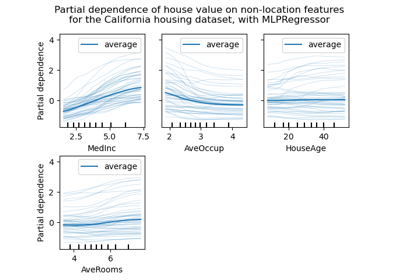 Partial dependence of house value on non-location features
for the California housing dataset, with MLPRegressor
Partial dependence
4
2
0
average
average
average
2.5 5.0 7.5
2 3 4
20 40
MedInc
AveOccup
HouseAge
Partial dependence
4
2
0
average
4 6
AveRooms